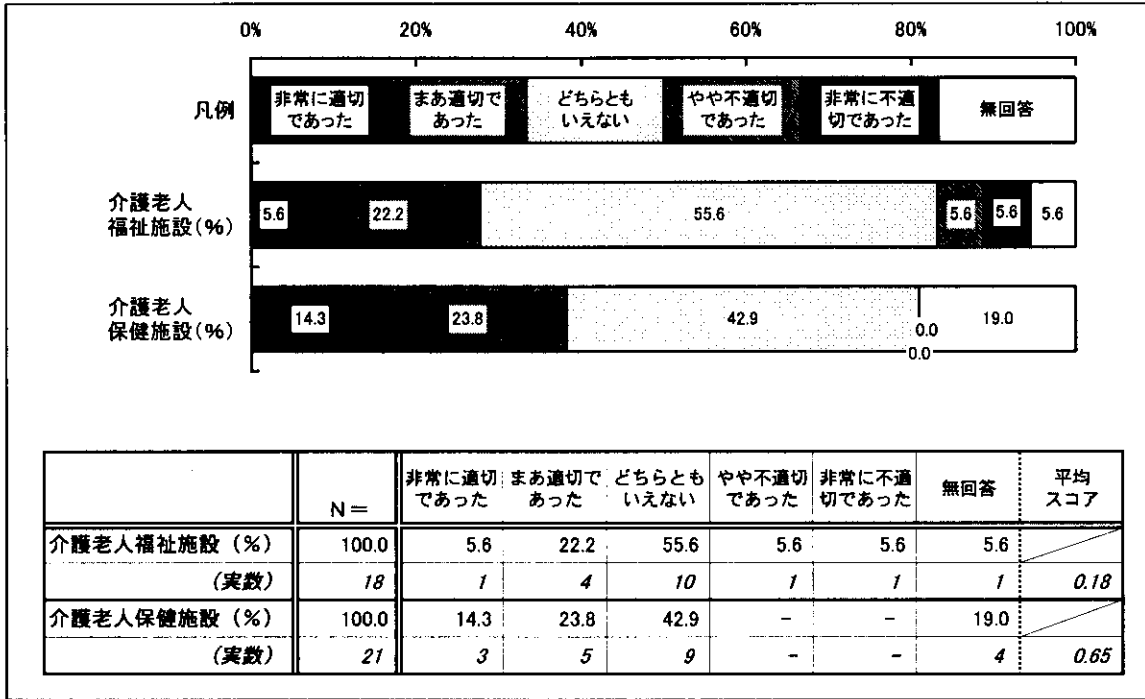 0% 20% 40% 60% 80% 100%
凡例
非常に適切
であった
まあ適切で
あった
どちらとも
いえない
やや不適切
であった
非常に不適
切であった
無回答
介護老人
福祉施設(%)
5.6 22.2 55.6 5.6 5.6 5.6
介護老人
保健施設(%)
14.3 23.8 42.9 0.0 19.0
0.0
N＝
非常に適切
であった
まあ適切で
あった
どちらとも
いえない
やや不適切
であった
非常に不適
切であった
無回答
平均
スコア
介護老人福祉施設 (%) 100.0 5.6 22.2 55.6 5.6 5.6 5.6
(実数) 18 1 4 10 1 1 1 0.18
介護老人保健施設 (%) 100.0 14.3 23.8 42.9 － － 19.0
(実数) 21 3 5 9 － － 4 0.65